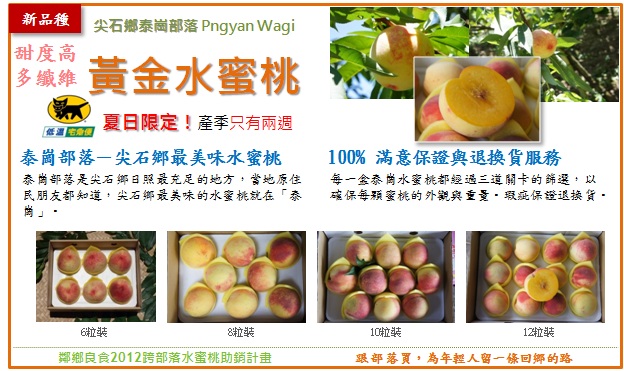 新品種
尖石鄉泰崗部落 Pngyan Wagi
甜度高
多纖維
黃金水蜜桃
低溫 宅急便
夏日限定！產季只有兩週
泰崗部落－尖石鄉最美味水蜜桃
泰崗部落是尖石鄉日照最充足的地方，當地原住
民朋友都知道，尖石鄉最美味的水蜜桃就在「泰
崗」。
100% 滿意保證與退換貨服務
每一盒泰崗水蜜桃都經過三道關卡的篩選，以
確保每顆蜜桃的外觀與重量。瑕疵保證退換貨。
6粒裝
8粒裝
10粒裝
12粒裝
鄰鄉良食2012跨部落水蜜桃助銷計畫
跟部落買，為年輕人留一條回鄉的路